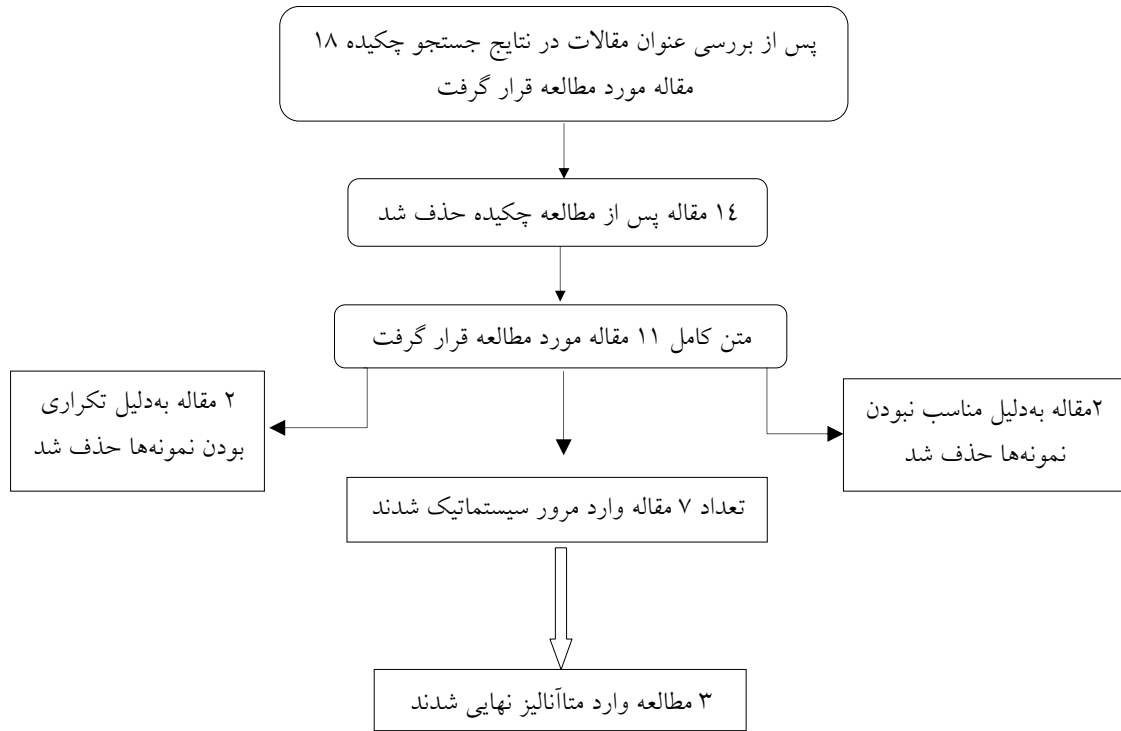 پس از بررسی عنوان مقالات در نتایج جستجو چکیده ۱۸
مقاله مورد مطالعه قرار گرفت
۱٤ مقاله پس از مطالعه چکیده حذف شد
متن کامل ۱۱ مقاله مورد مطالعه قرار گرفت
۲مقاله به‌دلیل مناسب نبودن
نمونه‌ها حذف شد
۲ مقاله به‌دلیل تکراری
بودن نمونه‌ها حذف شد
تعداد ۷ مقاله وارد مرور سیستماتیک شدند
۳ مطالعه وارد متاآنالیز نهایی شدند